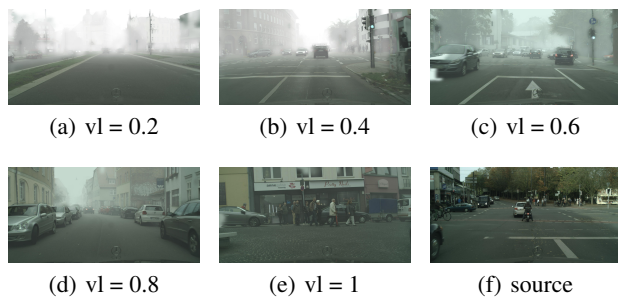 (a) vl = 0.2
(b) vl = 0.4
(c) vl = 0.6
(d) vl = 0.8
(e) vl = 1
(f) source